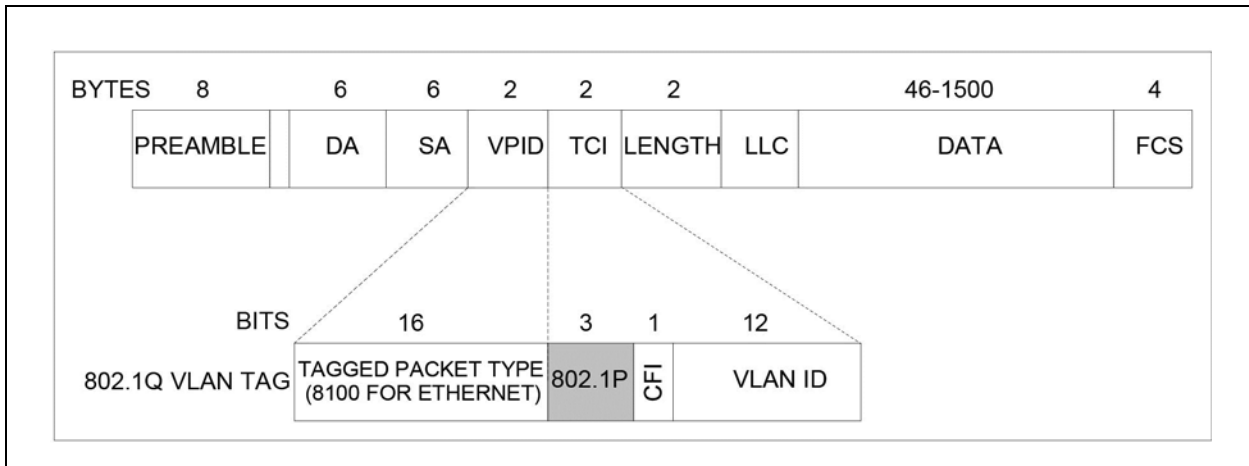 BYTES 8 6 6 2 2 2 46-1500 4
PREAMBLE DA SA VPID TCI LENGTH LLC DATA FCS
BITS 16 3 1 12
802.1Q VLAN TAG TAGGED PACKET TYPE
(8100 FOR ETHERNET) 802.1P CFI VLAN ID